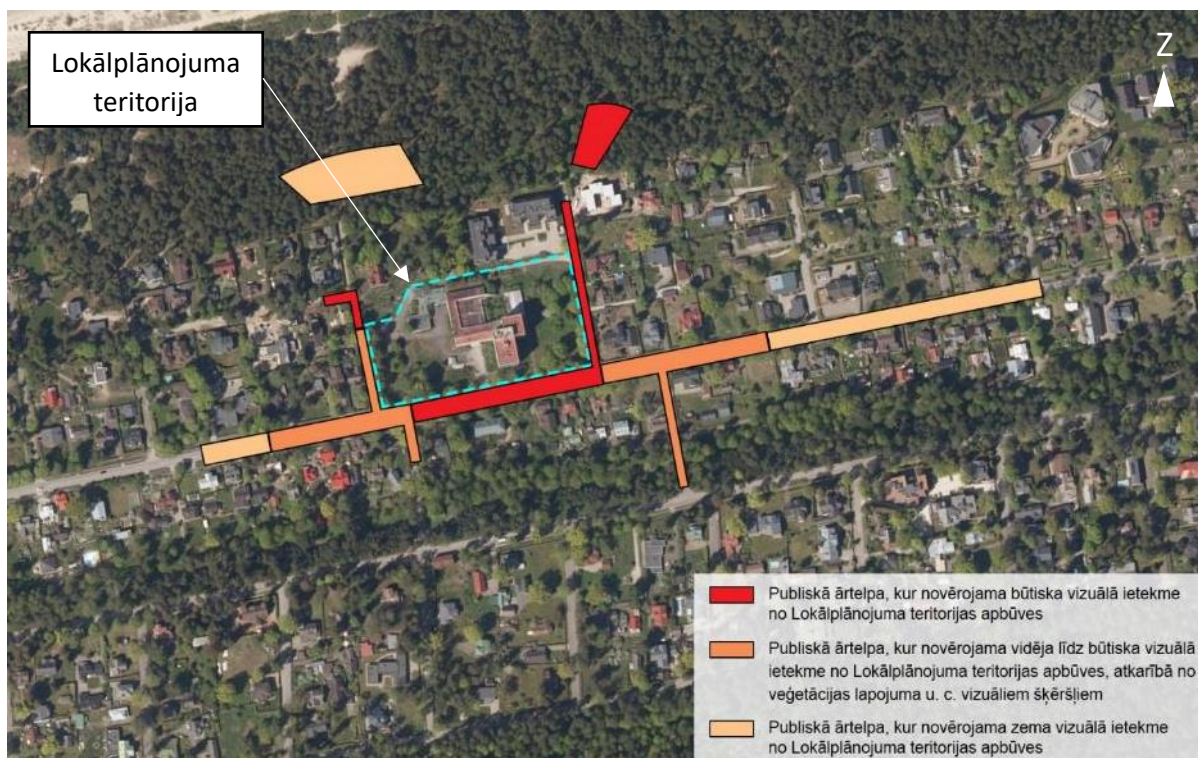 Lokālplānojuma
teritorija
Z
Publiskā ārtelpa, kur novērojama būtiska vizuālā ietekme
no Lokālplānojuma teritorijas apbūves
Publiskā ārtelpa, kur novērojama vidēja līdz būtiska vizuālā
ietekme no Lokālplānojuma teritorijas apbūves, atkarībā no
veģetācijas lapojuma u. c. vizuāliem šķēršļiem
Publiskā ārtelpa, kur novērojama zema vizuālā ietekme
no Lokālplānojuma teritorijas apbūves